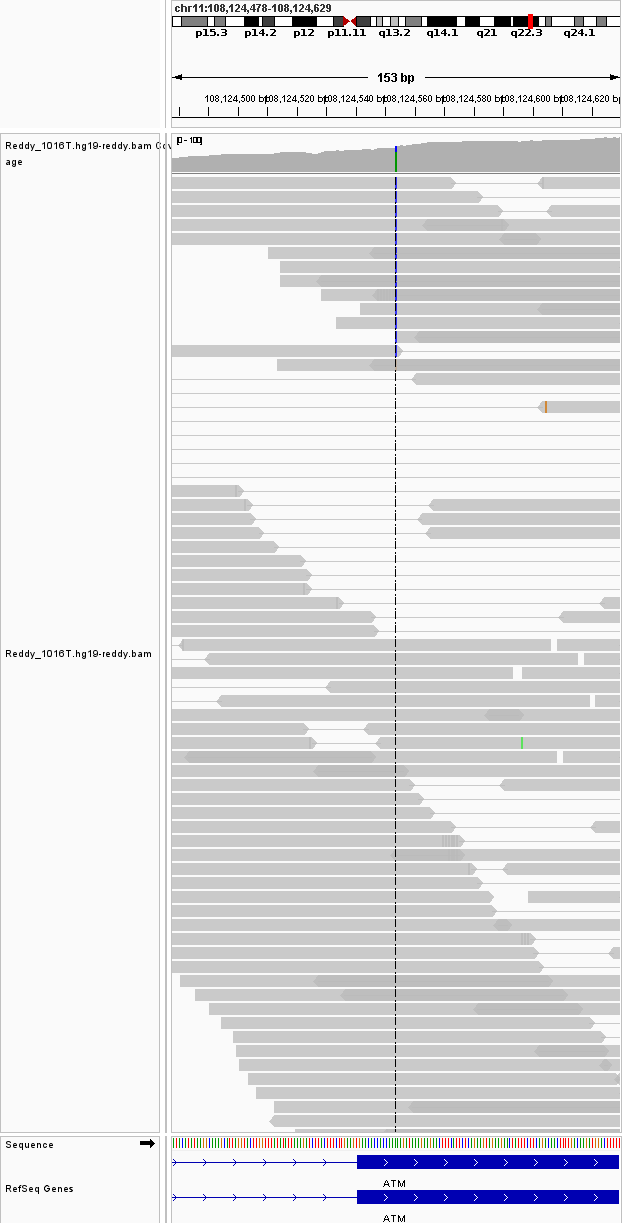 chr11:108,124,478-108,124,629
p15.3 p14.2 p12 p11.11 q13.2 q14.1 q21 q22.3 q24.1
153 bp
108,124,500 bp 108,124,520 bp 108,124,540 bp 108,124,560 bp 108,124,580 bp 108,124,600 bp 108,124,620 bp
[0 - 100]
Reddy_1016T.hg19-reddy.bam Cov
age
Reddy_1016T.hg19-reddy.bam
Sequence
ATM
RefSeq Genes
ATM